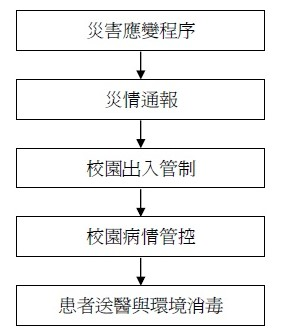 災害應變程序
災情通報
校園出入管制
校園病情管控
患者送醫與環境消毒